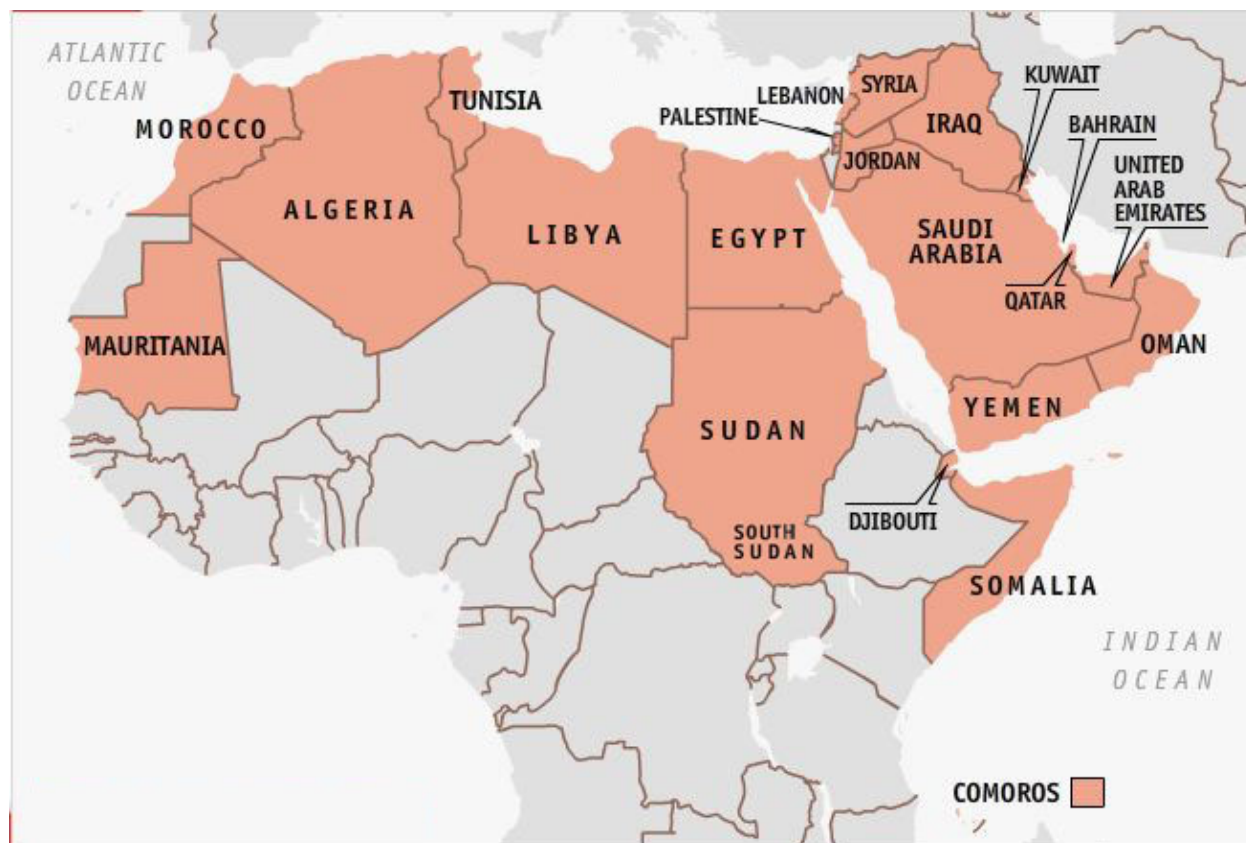 ATLANTIC
OCEAN
MOROCCO
TUNISIA
LEBANON
SYRIA
KUWAIT
PALESTINE
IRAQ
BAHRAIN
JORDAN
UNITED
ARAB
EMIRATES
ALGERIA
LIBYA
EGYPT
SAUDI
ARABIA
QATAR
MAURITANIA
OMAN
YEMEN
SUDAN
DJIBOUTI
SOUTH
SUDAN
SOMALIA
INDIAN
OCEAN
COMOROS